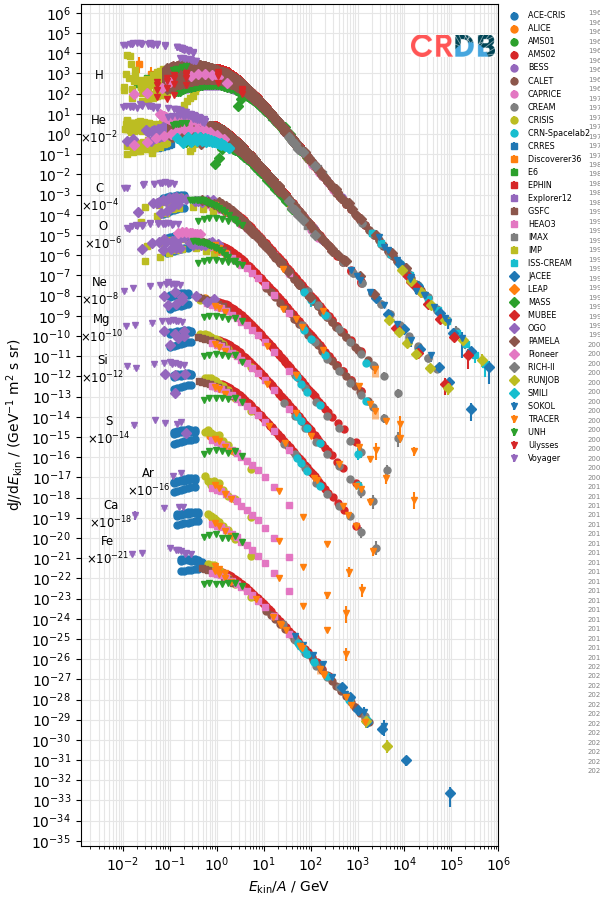 CRDB
10⁶
10⁵
10⁴
10³
10²
10¹
10⁰
10⁻¹
10⁻²
10⁻³
10⁻⁴
10⁻⁵
10⁻⁶
10⁻⁷
10⁻⁸
10⁻⁹
10⁻¹⁰
10⁻¹¹
10⁻¹²
10⁻¹³
10⁻¹⁴
10⁻¹⁵
10⁻¹⁶
10⁻¹⁷
10⁻¹⁸
10⁻¹⁹
10⁻²⁰
10⁻²¹
10⁻²²
10⁻²³
10⁻²⁴
10⁻²⁵
10⁻²⁶
10⁻²⁷
10⁻²⁸
10⁻²⁹
10⁻³⁰
10⁻³¹
10⁻³²
10⁻³³
10⁻³⁴
10⁻³⁵
dJ/dE_kin / (GeV⁻¹ m² s sr)
H
He
×10⁻²
C
×10⁻⁴
O
×10⁻⁶
Ne
×10⁻⁸
Mg
×10⁻¹⁰
Si
×10⁻¹²
S
×10⁻¹⁴
Ar
×10⁻¹⁶
Ca
×10⁻¹⁸
Fe
×10⁻²¹
10⁻² 10⁻¹ 10⁰ 10¹ 10² 10³ 10⁴ 10⁵ 10⁶
E_kin/A / GeV
ACE-CRIS
ALICE
AMS01
AMS02
BESS
CALET
CAPRICE
CREAM
CRISIS
CRN-Spacelab2
CRRES
Discoverer36
E6
EPHIN
Explorer12
GSFC
HEAO3
IMAX
IMP
ISS-CREAM
JACEE
LEAP
MASS
MUBEE
OGO
PAMELA
Pioneer
RICH-II
RUNJOB
SMILI
SOKOL
TRACER
UNH
Ulysses
Voyager